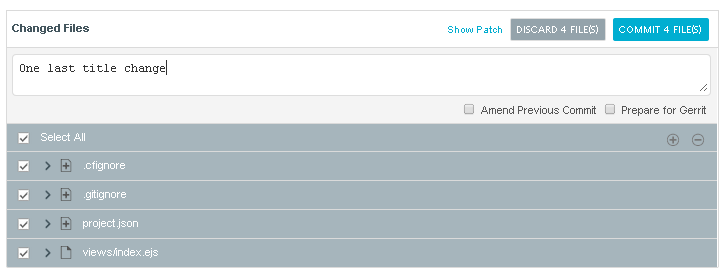 Changed Files Show Patch DISCARD 4 FILE(S) COMMIT 4 FILE(S)
One last title change
Amend Previous Commit Prepare for Gerrit
Select All
.cfignore
.gitignore
project.json
views/index.ejs